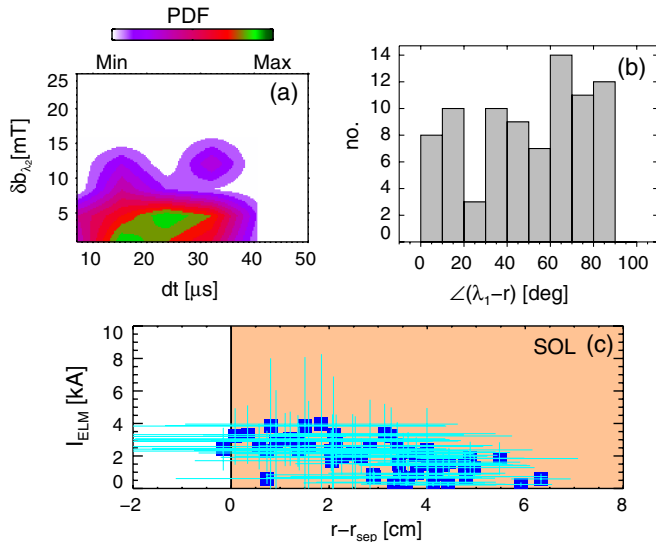 PDF
Min Max
(a)
25
20
15
10
5
δb_λ2 [mT]
10 20 30 40 50
dt [μs]
(b)
14
12
10
8
6
4
2
0
no.
0 20 40 60 80 100
∠(λ1−r) [deg]
SOL (c)
10
8
6
4
2
0
I_ELM [kA]
−2 0 2 4 6 8
r−r_sep [cm]